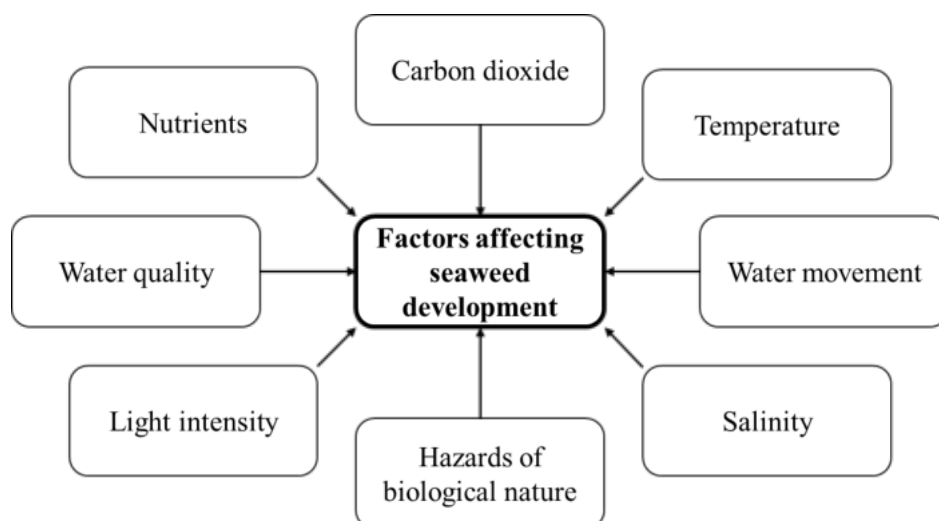 Carbon dioxide
Nutrients
Temperature
Factors affecting
seaweed
development
Water quality
Water movement
Light intensity
Salinity
Hazards of
biological nature